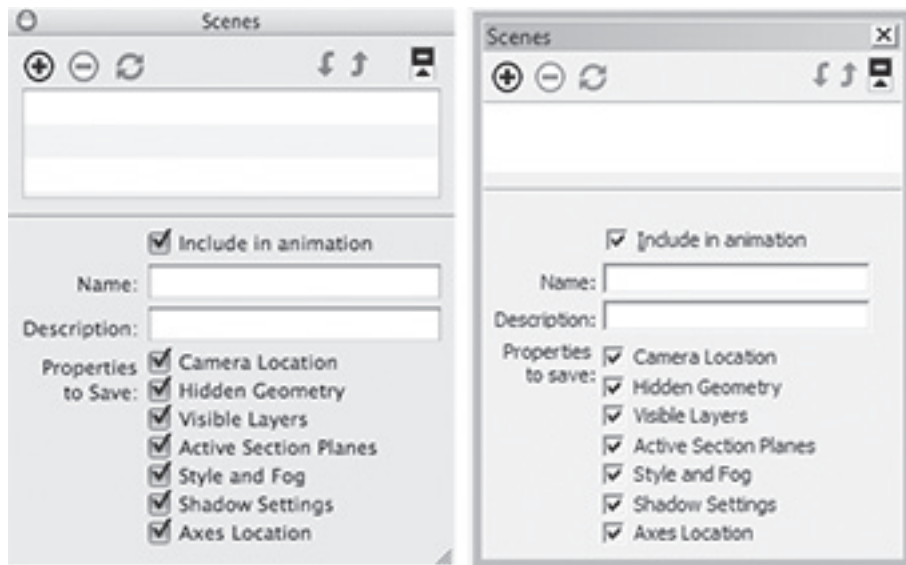 Scenes
Include in animation
Name:
Description:
Properties
to Save:
Camera Location
Hidden Geometry
Visible Layers
Active Section Planes
Style and Fog
Shadow Settings
Axes Location
Scenes
Include in animation
Name:
Description:
Properties
to save:
Camera Location
Hidden Geometry
Visible Layers
Active Section Planes
Style and Fog
Shadow Settings
Axes Location